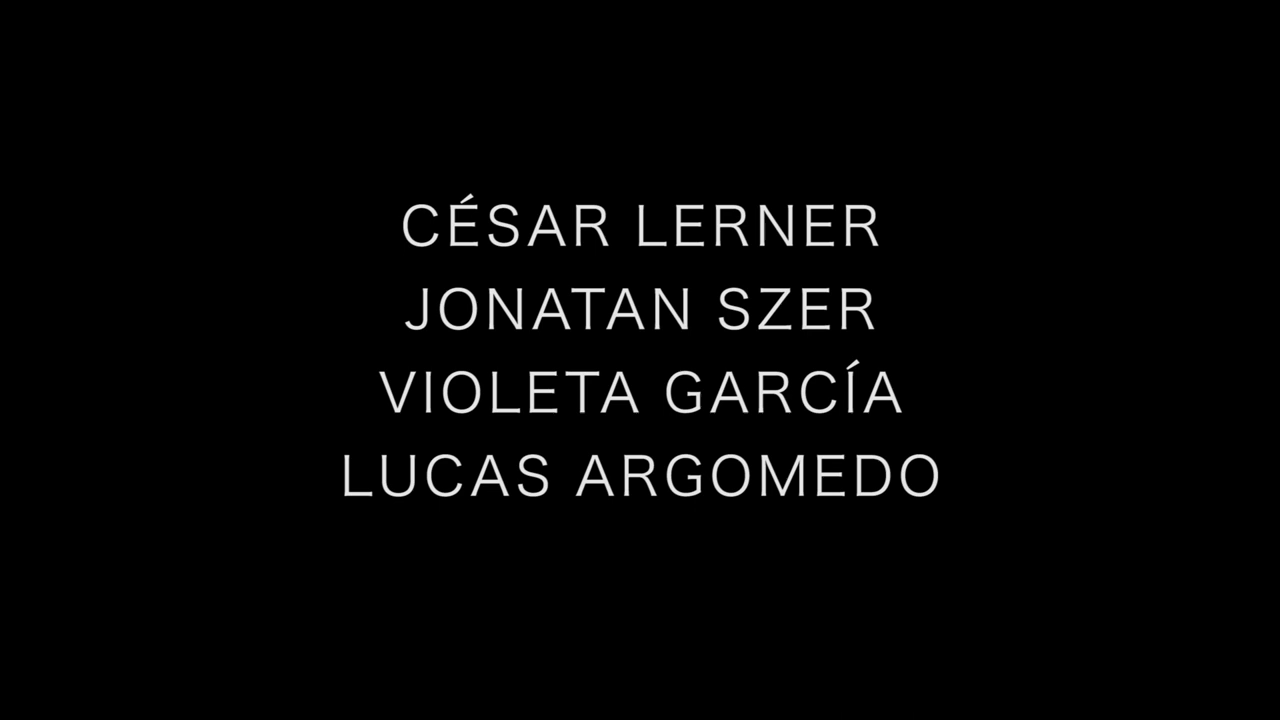 CÉSAR LERNER
JONATAN SZER
VIOLETA GARCÍA
LUCAS ARGOMEDO